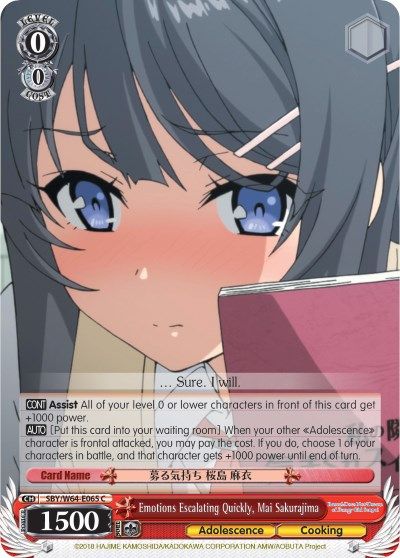 LEVEL
0
0
COST
... Sure. I will.
CONT Assist All of your level 0 or lower characters in front of this card get
+1000 power.
AUTO [Put this card into your waiting room] When your other «Adolescence»
character is frontal attacked, you may pay the cost. If you do, choose 1 of your
characters in battle, and that character gets +1000 power until end of turn.
Card Name
募る気持ち 桜島 麻衣
CH SBY/W64-E065 C
POWER
1500
SOUL
Emotions Escalating Quickly, Mai Sakurajima
Adolescence
Cooking
©2018 HAJIME KAMOSHIDA/KADOKAWA CORPORATION AMW/AOBUTA Project